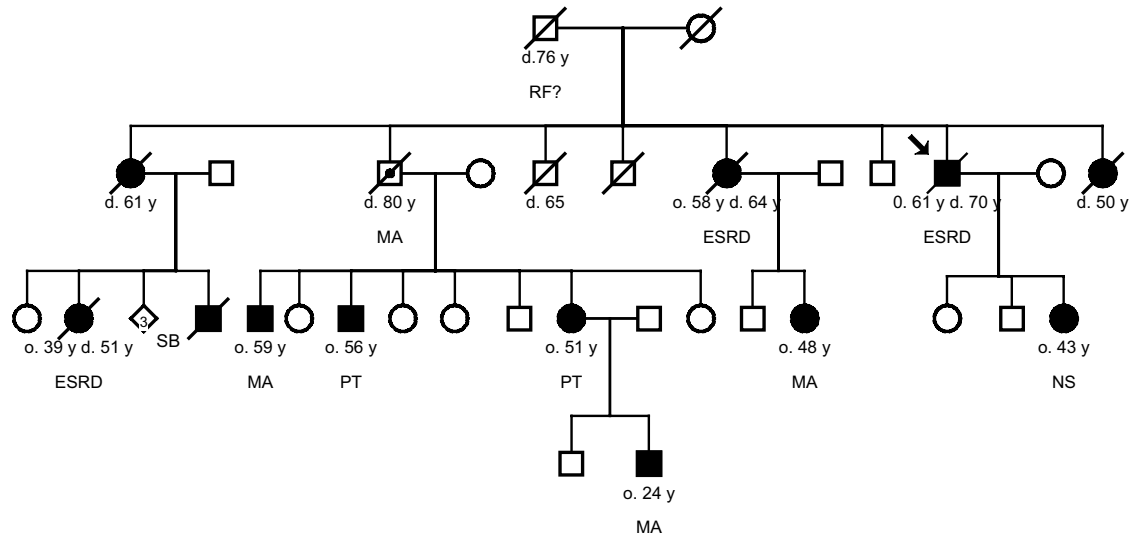 d.76 y
RF?
d. 61 y
d. 80 y
d. 65
o. 58 y d. 64 y
0. 61 y d. 70 y
d. 50 y
MA
ESRD
ESRD
3
SB
o. 39 y d. 51 y
o. 59 y
o. 56 y
o. 51 y
o. 48 y
o. 43 y
ESRD
MA
PT
PT
MA
NS
o. 24 y
MA